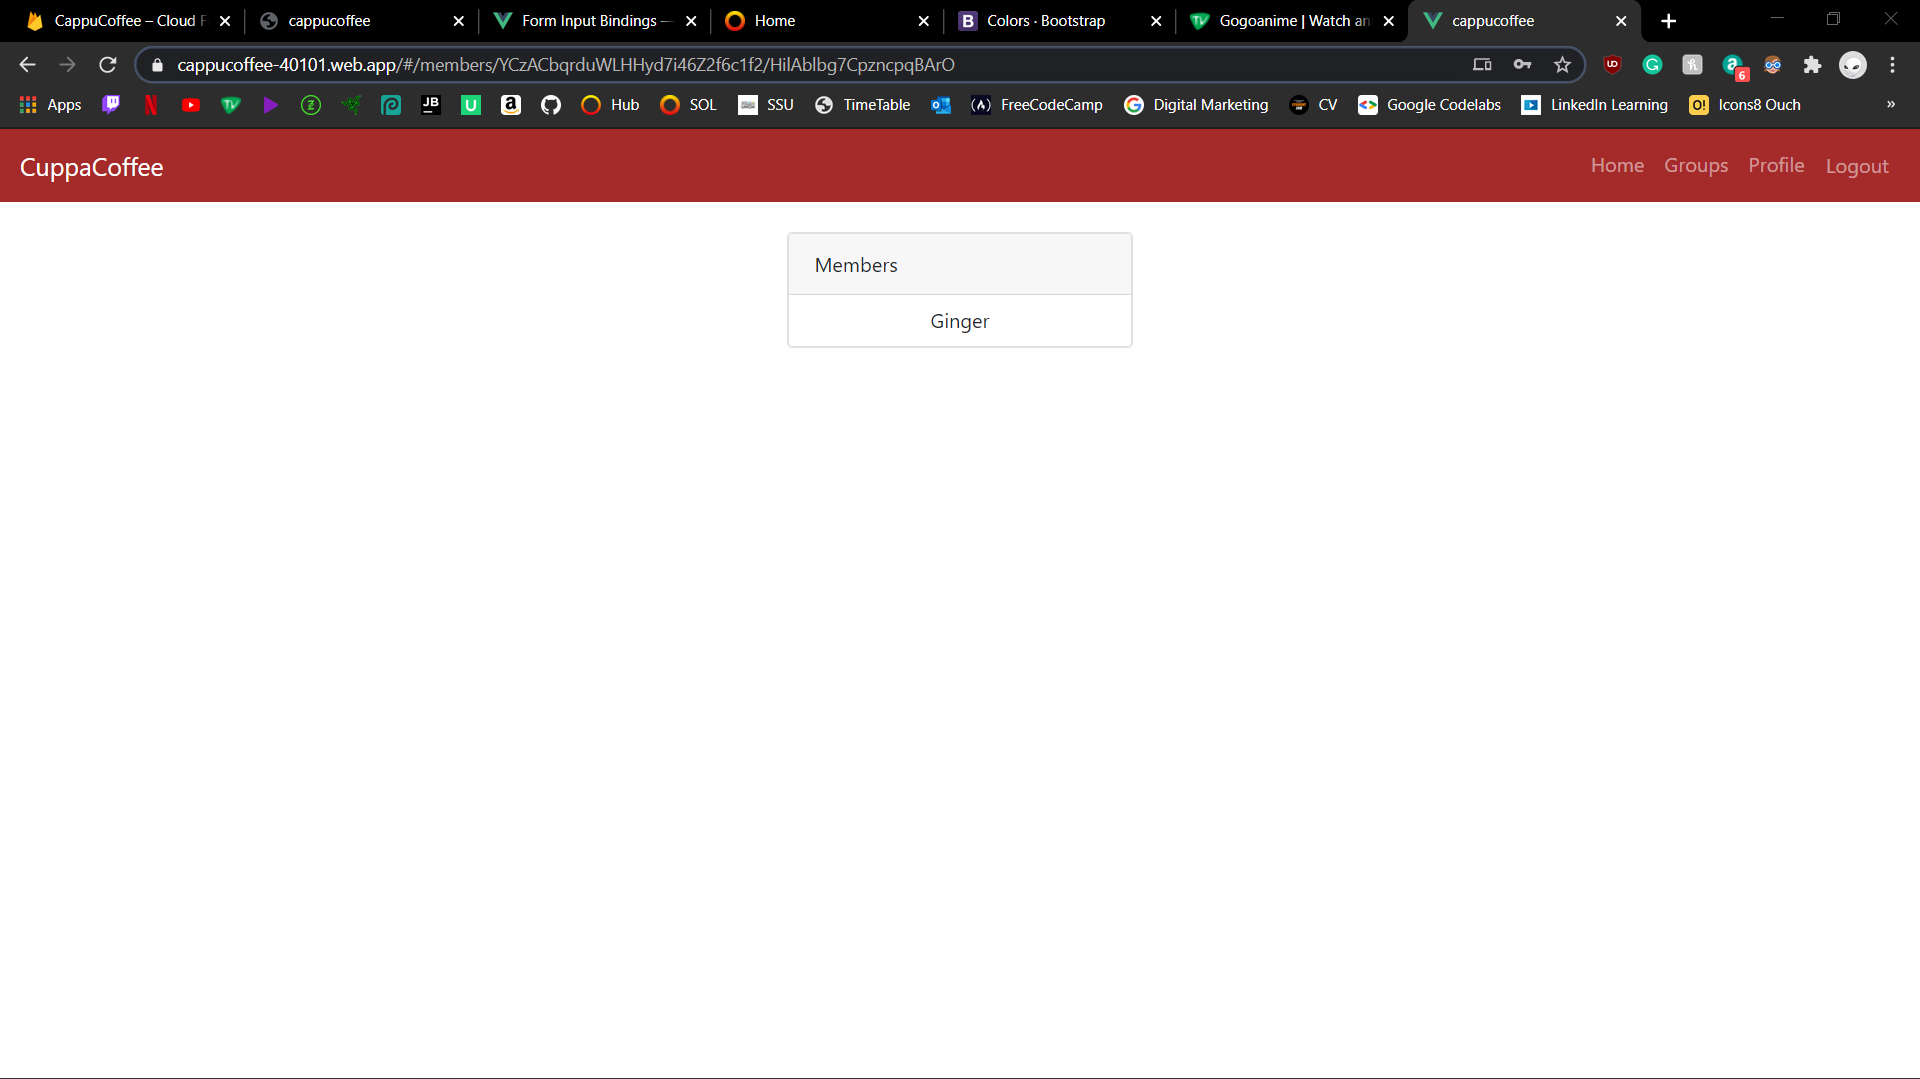 CappuCoffee – Cloud F
cappucoffee
Form Input Bindings —
Home
Colors · Bootstrap
Gogoanime | Watch an
cappucoffee
cappucoffee-40101.web.app/#/members/YCzACbqrduWLHHyd7i46Z2f6c1f2/HilAblbg7CpzncpqBArO
6
Apps
JB
U
a
Hub
SOL
SSU
TimeTable
FreeCodeCamp
Digital Marketing
CV
Google Codelabs
LinkedIn Learning
O!
Icons8 Ouch
»
CuppaCoffee
Home
Groups
Profile
Logout
Members
Ginger